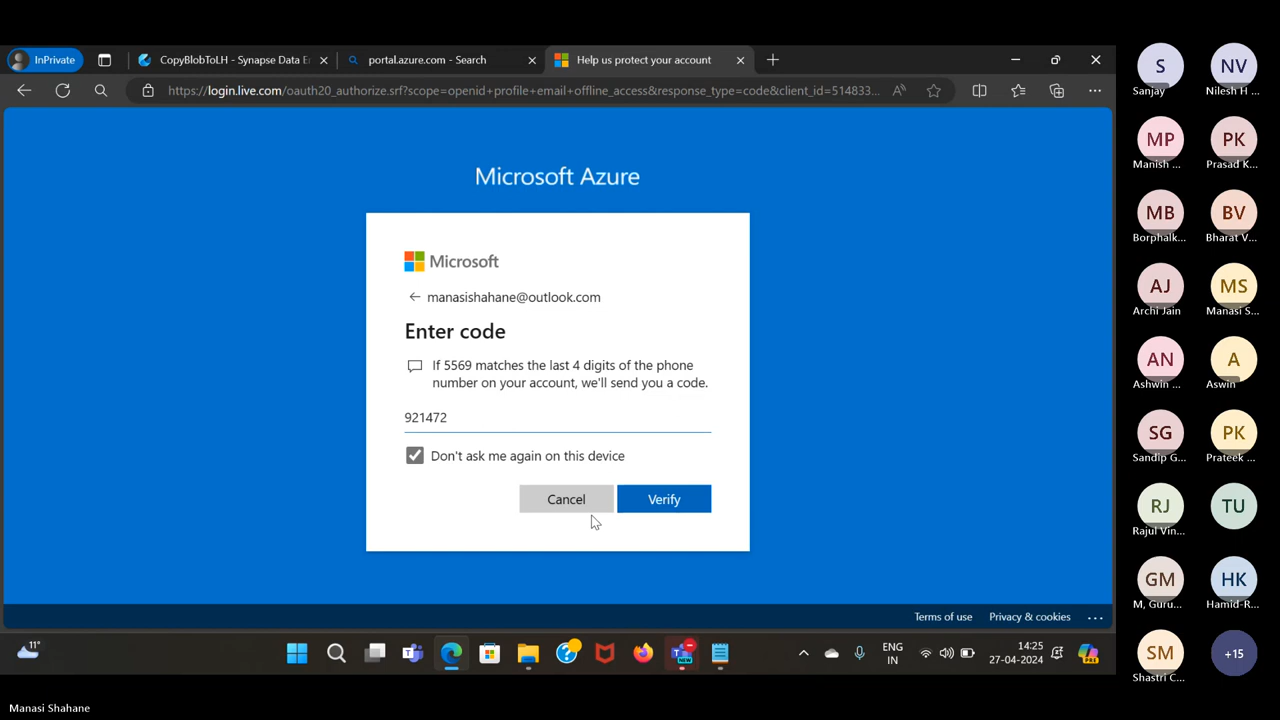 InPrivate
CopyBlobToLH - Synapse Data E
portal.azure.com - Search
Help us protect your account
https://login.live.com/oauth20_authorize.srf?scope=openid+profile+email+offline_access&response_type=code&client_id=514833...
Microsoft Azure
Microsoft
manasishahane@outlook.com
Enter code
If 5569 matches the last 4 digits of the phone
number on your account, we'll send you a code.
921472
Don't ask me again on this device
Cancel
Verify
Terms of use
Privacy & cookies
...
11°
NEW
ENG
IN
14:25
27-04-2024
PRE
Manasi Shahane
S
Sanjay
NV
Nilesh H
MP
Manish ...
PK
Prasad K...
MB
Borphalk...
BV
Bharat V...
AJ
Archi Jain
MS
Manasi S...
AN
Ashwin ...
A
Aswin
SG
Sandip G...
PK
Prateek ...
RJ
Rajul Vin...
TU
GM
M, Guru...
HK
Hamid-R...
SM
Shastri C...
+15